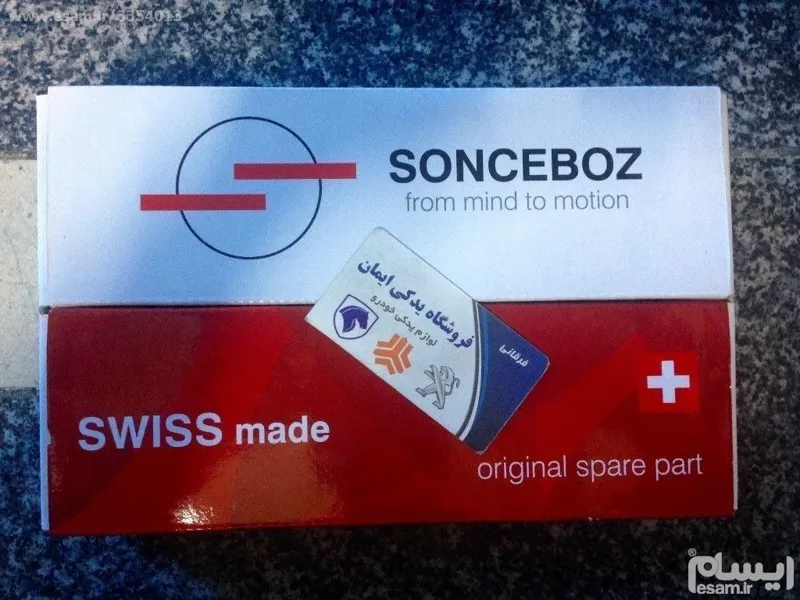 SONCEBOZ
from mind to motion
فروشگاه یدکی ایمان
لوازم یدکی خودرو
فرقانی
SWISS made
original spare part
ایسام®
esam.ir